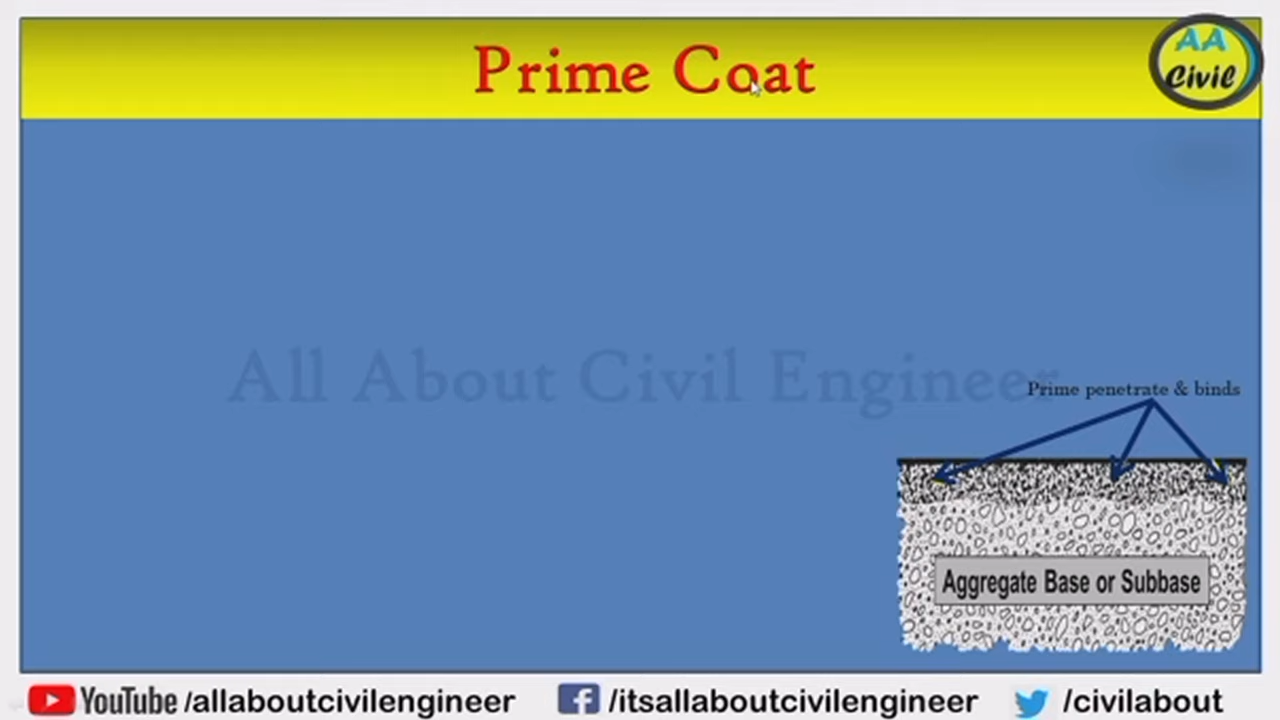 Prime Coat
AA
Civil
All About Civil Engineer
Prime penetrate & binds
Aggregate Base or Subbase
YouTube /allaboutcivilengineer
f /itsallaboutcivilengineer
/civilabout